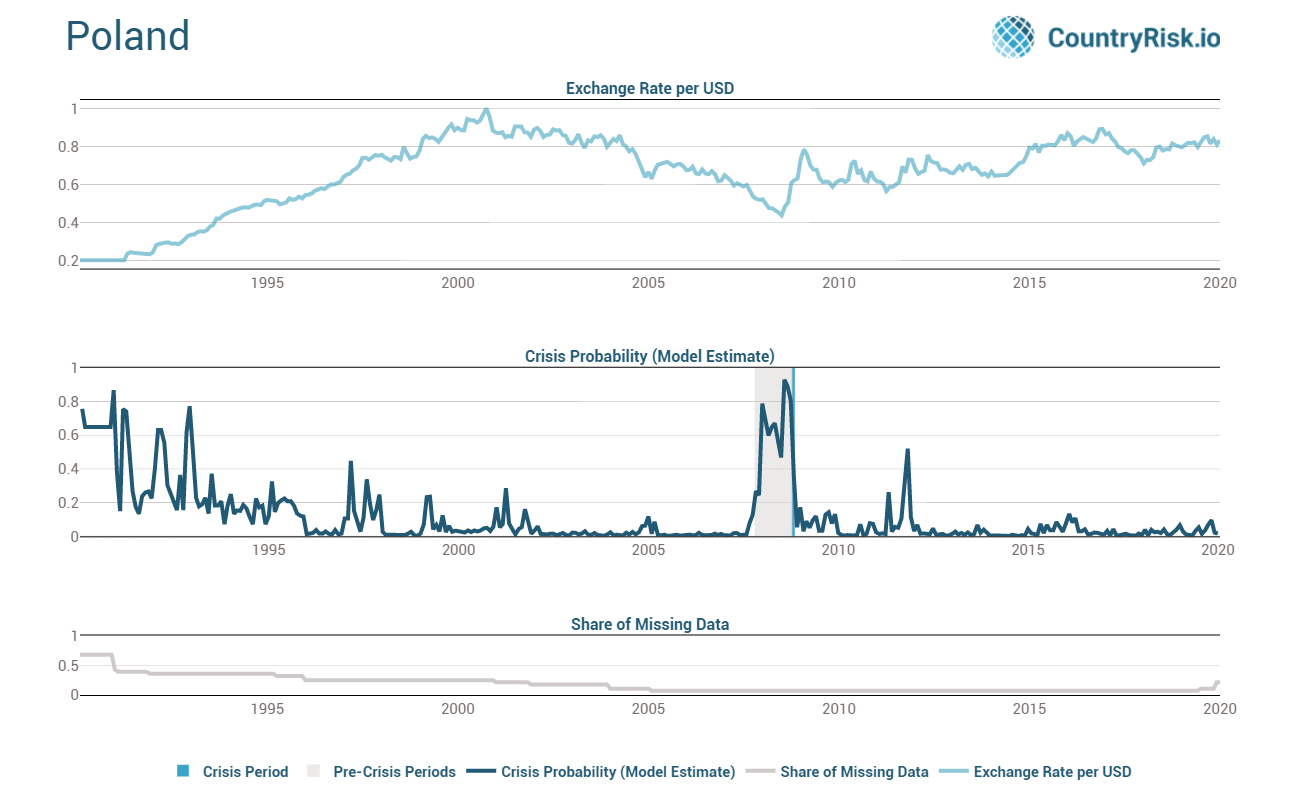 Poland
CountryRisk.io
Exchange Rate per USD
1
0.8
0.6
0.4
0.2
1995 2000 2005 2010 2015 2020
Crisis Probability (Model Estimate)
1
0.8
0.6
0.4
0.2
0
1995 2000 2005 2010 2015 2020
Share of Missing Data
1
0.5
0
1995 2000 2005 2010 2015 2020
Crisis Period Pre-Crisis Periods Crisis Probability (Model Estimate) Share of Missing Data Exchange Rate per USD